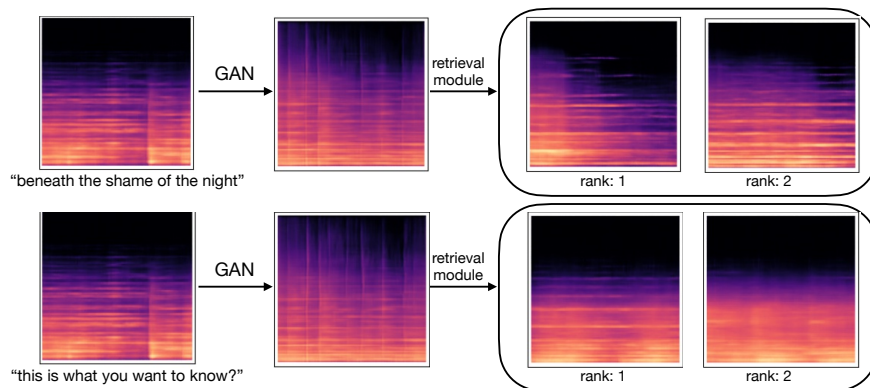 GAN
retrieval
module
"beneath the shame of the night"
rank: 1
rank: 2
GAN
retrieval
module
"this is what you want to know?"
rank: 1
rank: 2